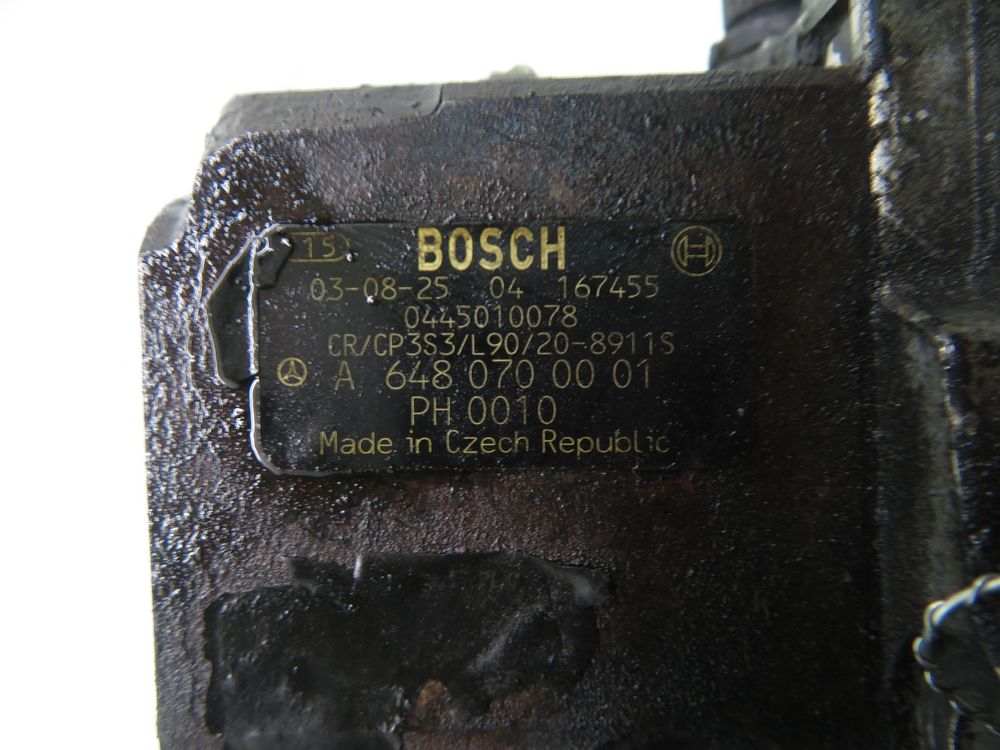 15 BOSCH
03-08-25 04 167455
0445010078
CR/CP3S3/L90/20-8911S
A 648 070 00 01
PH 0010
Made in Czech Republic